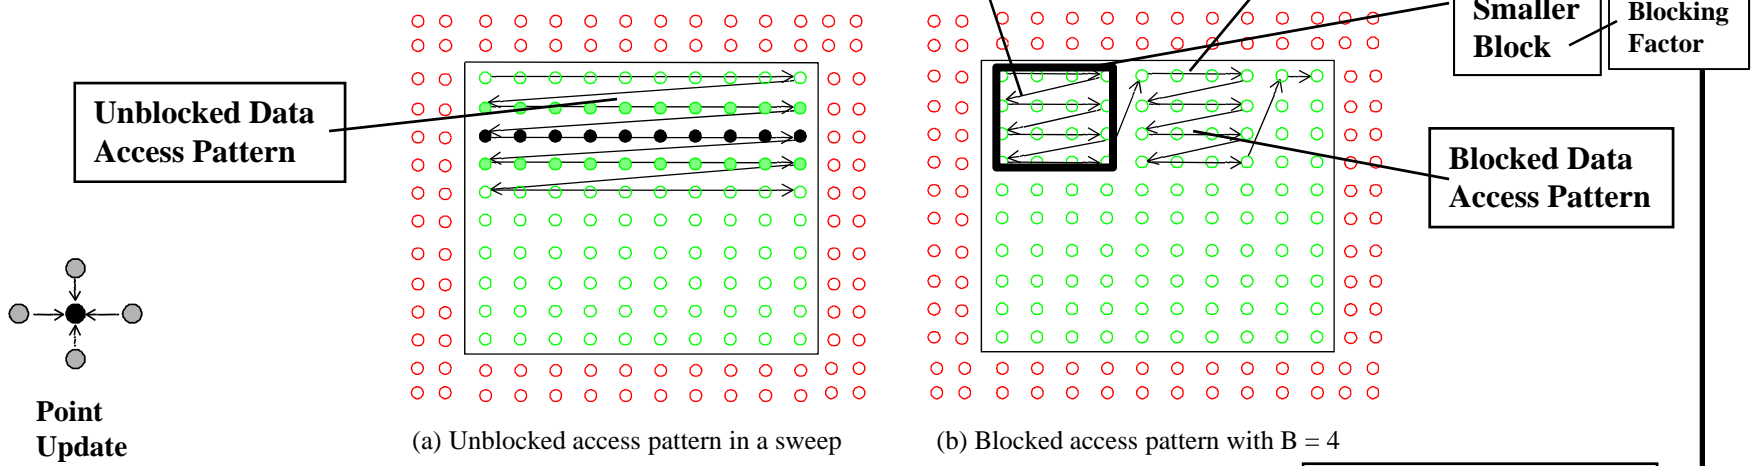 Smaller
Block
Blocking
Factor
Unblocked Data
Access Pattern
Blocked Data
Access Pattern
Point
Update
(a) Unblocked access pattern in a sweep
(b) Blocked access pattern with B = 4